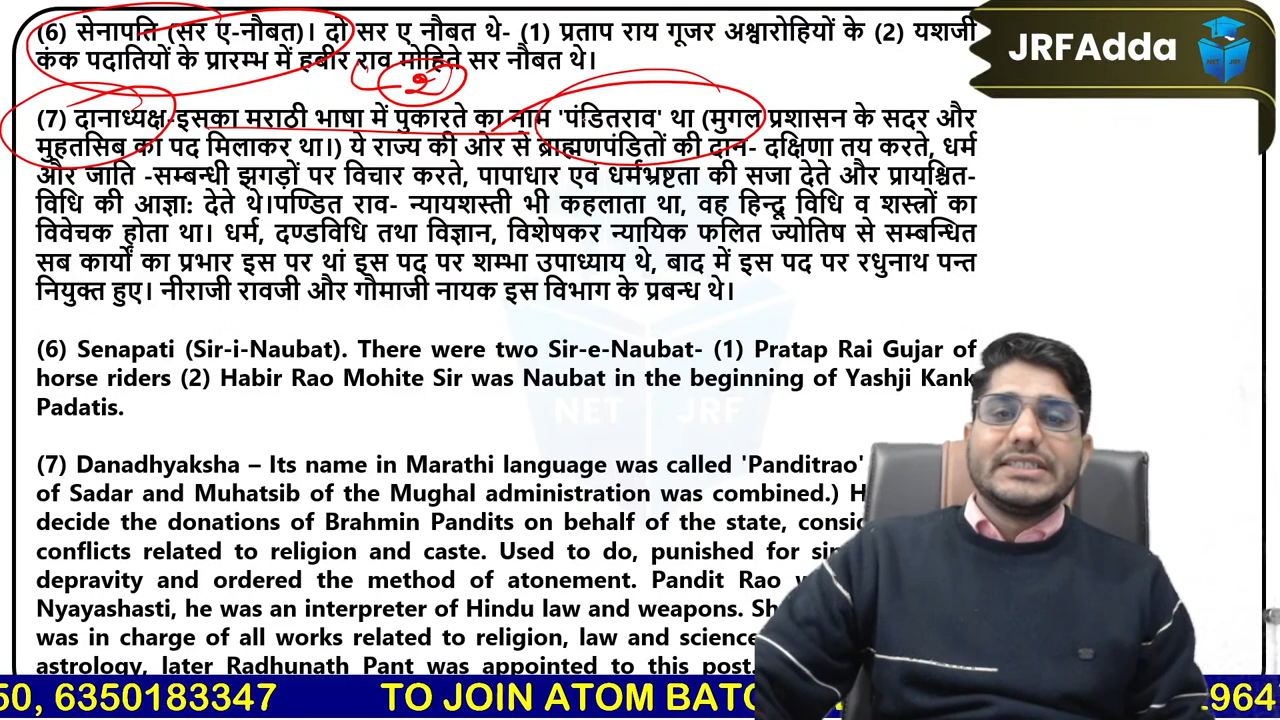 (6) सेनापति (सर ए-नौबत)। दो सर ए नौबत थे- (1) प्रताप राय गूजर अश्वारोहियों के (2) यशजी
कंक पदातियों के प्रारम्भ में हबीर राव मोहिते सर नौबत थे।
2
(7) दानाध्यक्ष-इसका मराठी भाषा में पुकारते का नाम 'पंडितराव' था (मुगल प्रशासन के सदर और
मुहतसिब का पद मिलाकर था।) ये राज्य की ओर से ब्राह्मणपंडितों की दान- दक्षिणा तय करते, धर्म
और जाति -सम्बन्धी झगड़ों पर विचार करते, पापाधार एवं धर्मभ्रष्टता की सजा देते और प्रायश्चित-
विधि की आज्ञा: देते थे।पण्डित राव- न्यायशस्ती भी कहलाता था, वह हिन्दू विधि व शस्त्रों का
विवेचक होता था। धर्म, दण्डविधि तथा विज्ञान, विशेषकर न्यायिक फलित ज्योतिष से सम्बन्धित
सब कार्यों का प्रभार इस पर थां इस पद पर शम्भा उपाध्याय थे, बाद में इस पद पर रधुनाथ पन्त
नियुक्त हुए। नीराजी रावजी और गौमाजी नायक इस विभाग के प्रबन्ध थे।
(6) Senapati (Sir-i-Naubat). There were two Sir-e-Naubat- (1) Pratap Rai Gujar of
horse riders (2) Habir Rao Mohite Sir was Naubat in the beginning of Yashji Kank
Padatis.
(7) Danadhyaksha – Its name in Marathi language was called 'Panditrao'
of Sadar and Muhatsib of the Mughal administration was combined.) H
decide the donations of Brahmin Pandits on behalf of the state,
conflicts related to religion and caste. Used to do, punished for
depravity and ordered the method of atonement. Pandit Rao
Nyayashasti, he was an interpreter of Hindu law and weapons.
was in charge of all works related to religion, law and science
astrology, later Radhunath Pant was appointed to this post.
JRFAdda
NET JRF
NET JRF
50, 6350183347 TO JOIN ATOM BATC 964